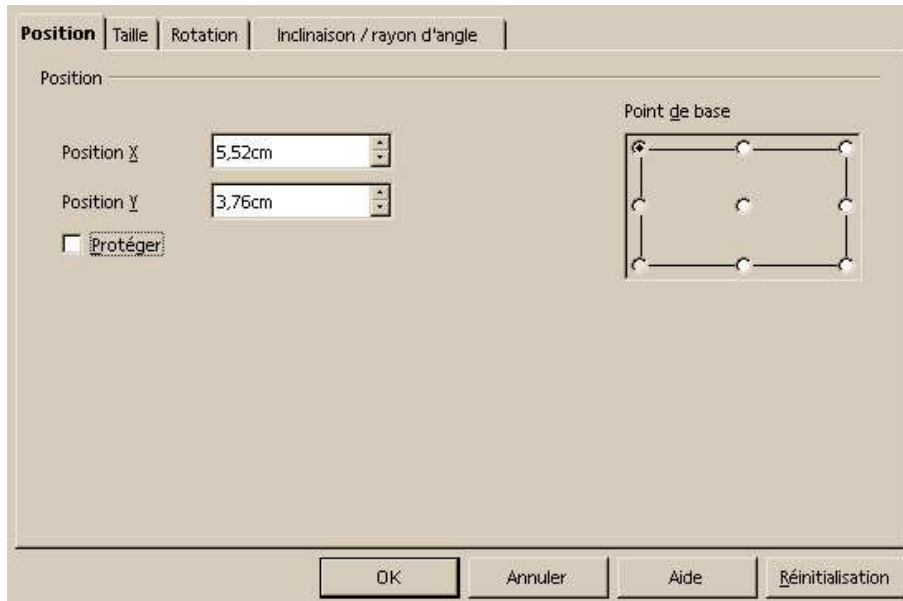 Position Taille Rotation Inclinaison / rayon d'angle
Position
Point de base
Position X 5,52cm
Position Y 3,76cm
Protéger
OK Annuler Aide Réinitialisation